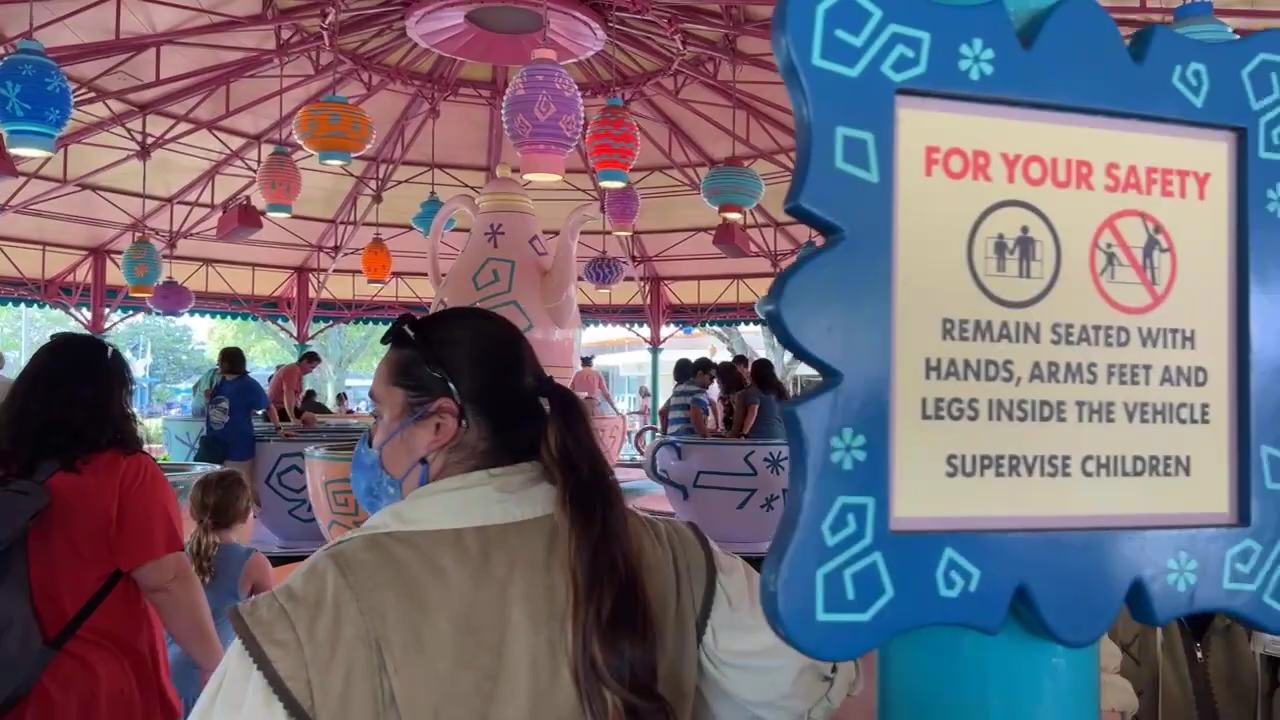 FOR YOUR SAFETY
REMAIN SEATED WITH
HANDS, ARMS FEET AND
LEGS INSIDE THE VEHICLE
SUPERVISE CHILDREN